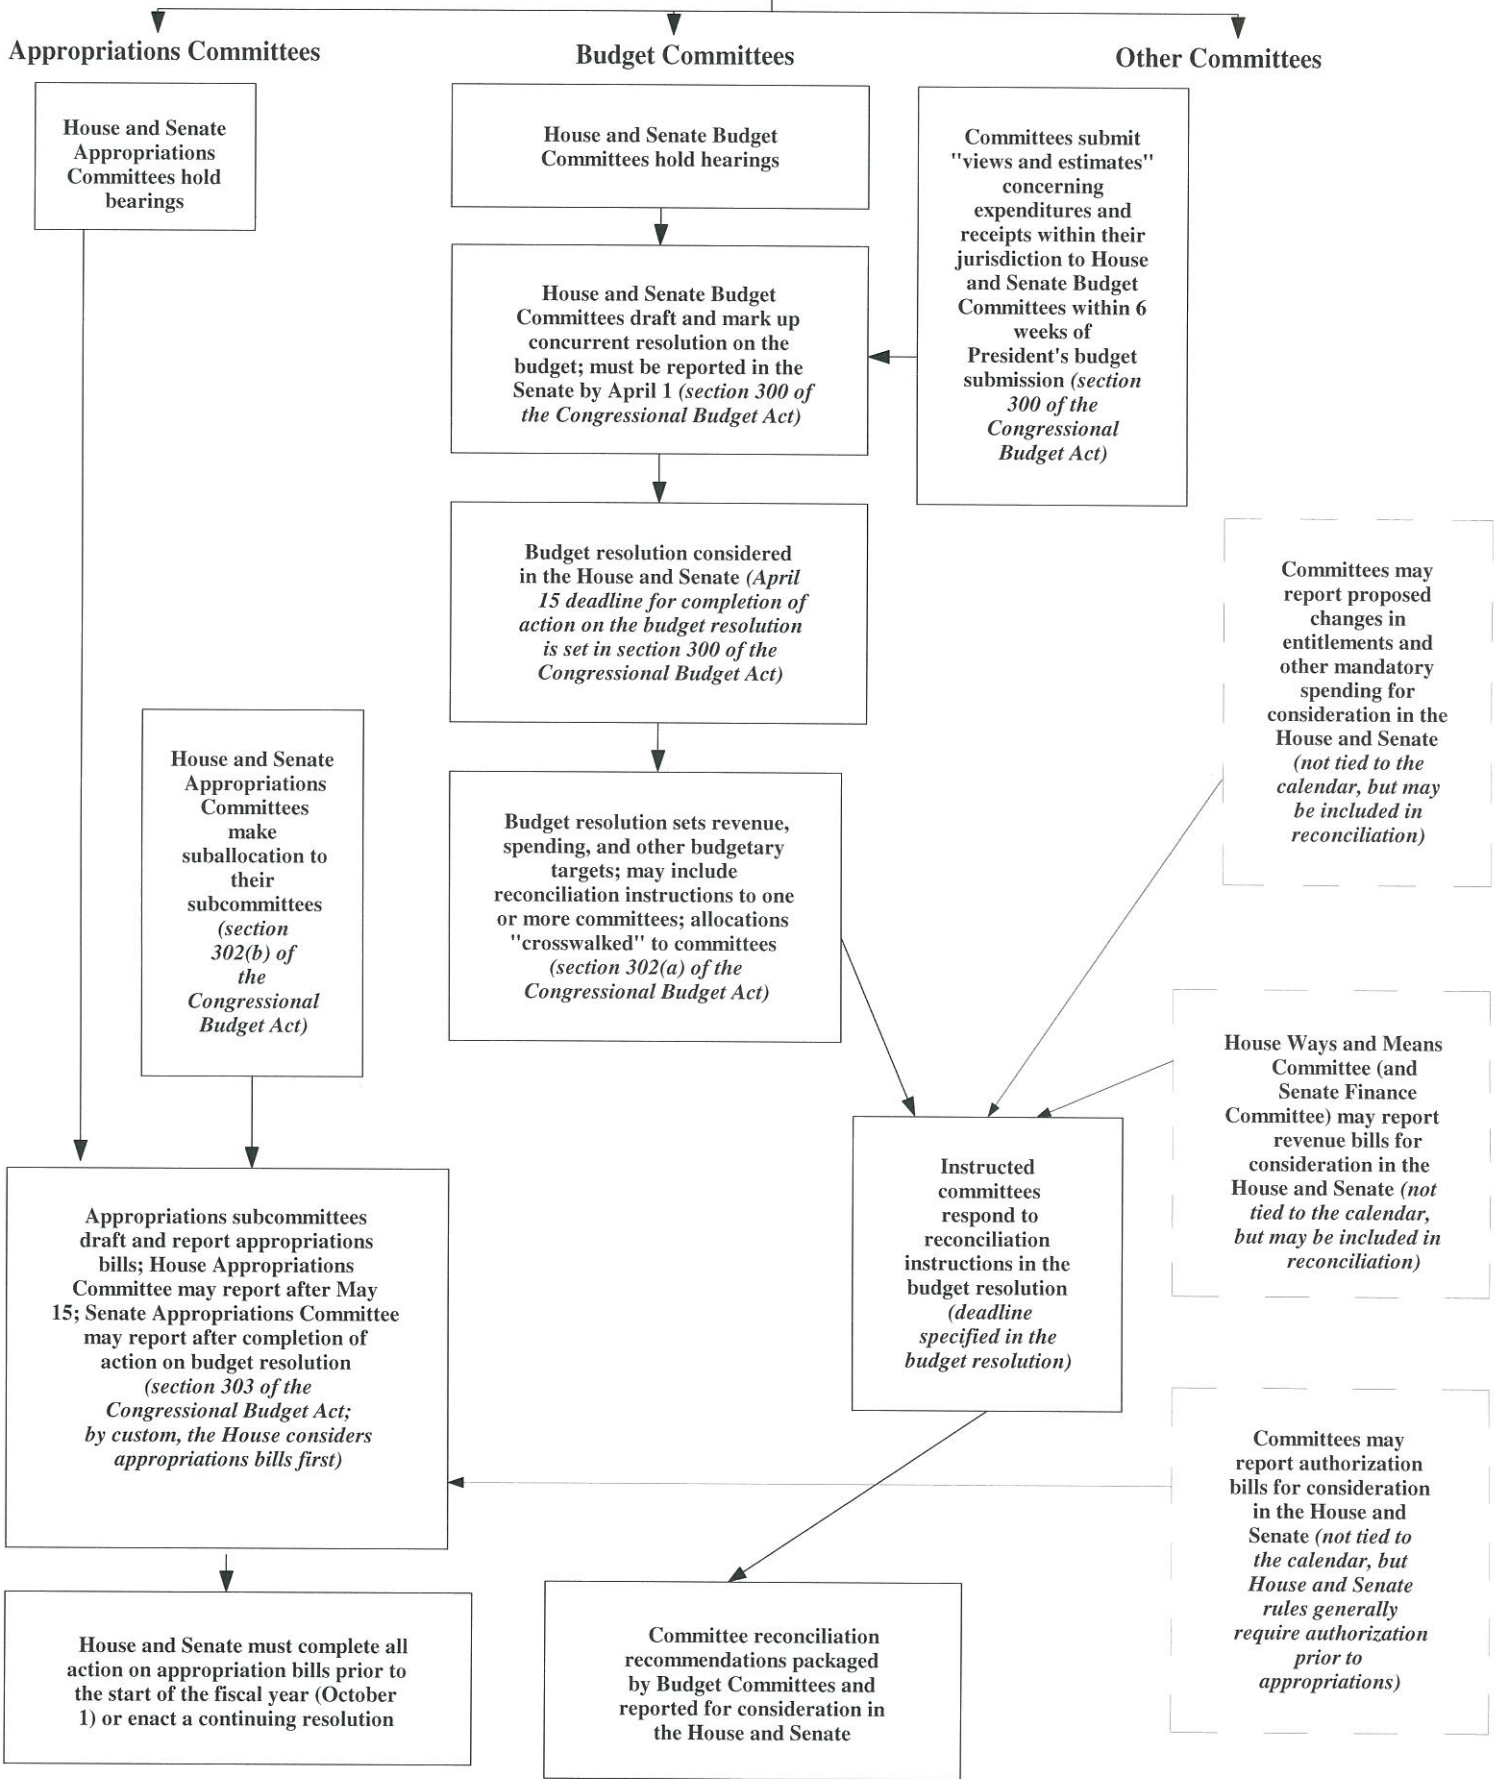 Appropriations Committees
Budget Committees
Other Committees
House and Senate
Appropriations
Committees hold
bearings
House and Senate Budget
Committees hold hearings
Committees submit
"views and estimates"
concerning
expenditures and
receipts within their
jurisdiction to House
and Senate Budget
Committees within 6
weeks of
President's budget
submission (section
300 of the
Congressional
Budget Act)
House and Senate Budget
Committees draft and mark up
concurrent resolution on the
budget; must be reported in the
Senate by April 1 (section 300 of
the Congressional Budget Act)
Budget resolution considered
in the House and Senate (April
15 deadline for completion of
action on the budget resolution
is set in section 300 of the
Congressional Budget Act)
Committees may
report proposed
changes in
entitlements and
other mandatory
spending for
consideration in the
House and Senate
(not tied to the
calendar, but may
be included in
reconciliation)
House and Senate
Appropriations
Committees
make
suballocation to
their
subcommittees
(section
302(b) of
the
Congressional
Budget Act)
Budget resolution sets revenue,
spending, and other budgetary
targets; may include
reconciliation instructions to one
or more committees; allocations
"crosswalked" to committees
(section 302(a) of the
Congressional Budget Act)
House Ways and Means
Committee (and
Senate Finance
Committee) may report
revenue bills for
consideration in the
House and Senate (not
tied to the calendar,
but may be included in
reconciliation)
Instructed
committees
respond to
reconciliation
instructions in the
budget resolution
(deadline
specified in the
budget resolution)
Appropriations subcommittees
draft and report appropriations
bills; House Appropriations
Committee may report after May
15; Senate Appropriations Committee
may report after completion of
action on budget resolution
(section 303 of the
Congressional Budget Act;
by custom, the House considers
appropriations bills first)
Committees may
report authorization
bills for consideration
in the House and
Senate (not tied to
the calendar, but
House and Senate
rules generally
require authorization
prior to
appropriations)
House and Senate must complete all
action on appropriation bills prior to
the start of the fiscal year (October
1) or enact a continuing resolution
Committee reconciliation
recommendations packaged
by Budget Committees and
reported for consideration in
the House and Senate